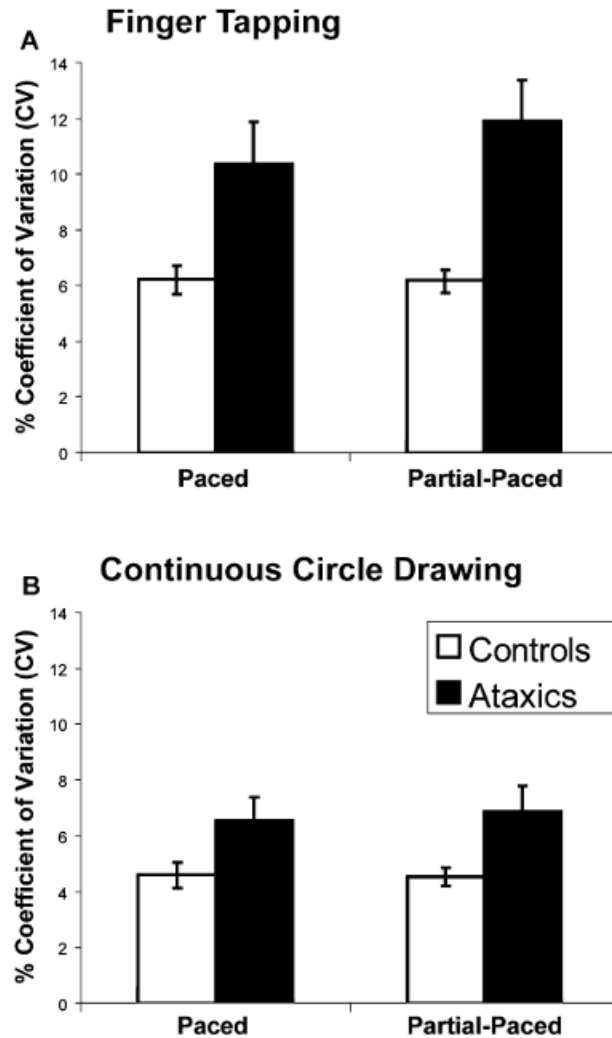 Finger Tapping
A
% Coefficient of Variation (CV)
14
12
10
8
6
4
2
0
Paced Partial-Paced
Continuous Circle Drawing
B
% Coefficient of Variation (CV)
14
12
10
8
6
4
2
0
Controls
Ataxics
Paced Partial-Paced